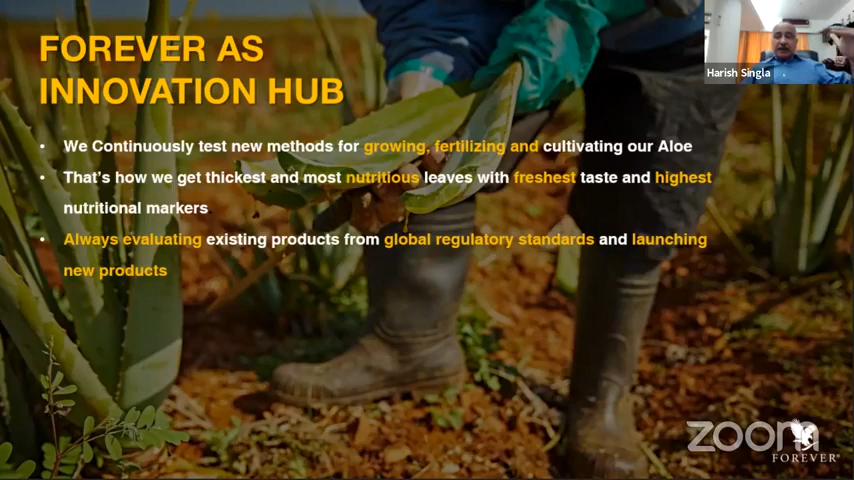 FOREVER AS
INNOVATION HUB
• We Continuously test new methods for growing, fertilizing and cultivating our Aloe
• That's how we get thickest and most nutritious leaves with freshest taste and highest
nutritional markers
• Always evaluating existing products from global regulatory standards and launching
new products
Harish Singla
zoom
FOREVER®